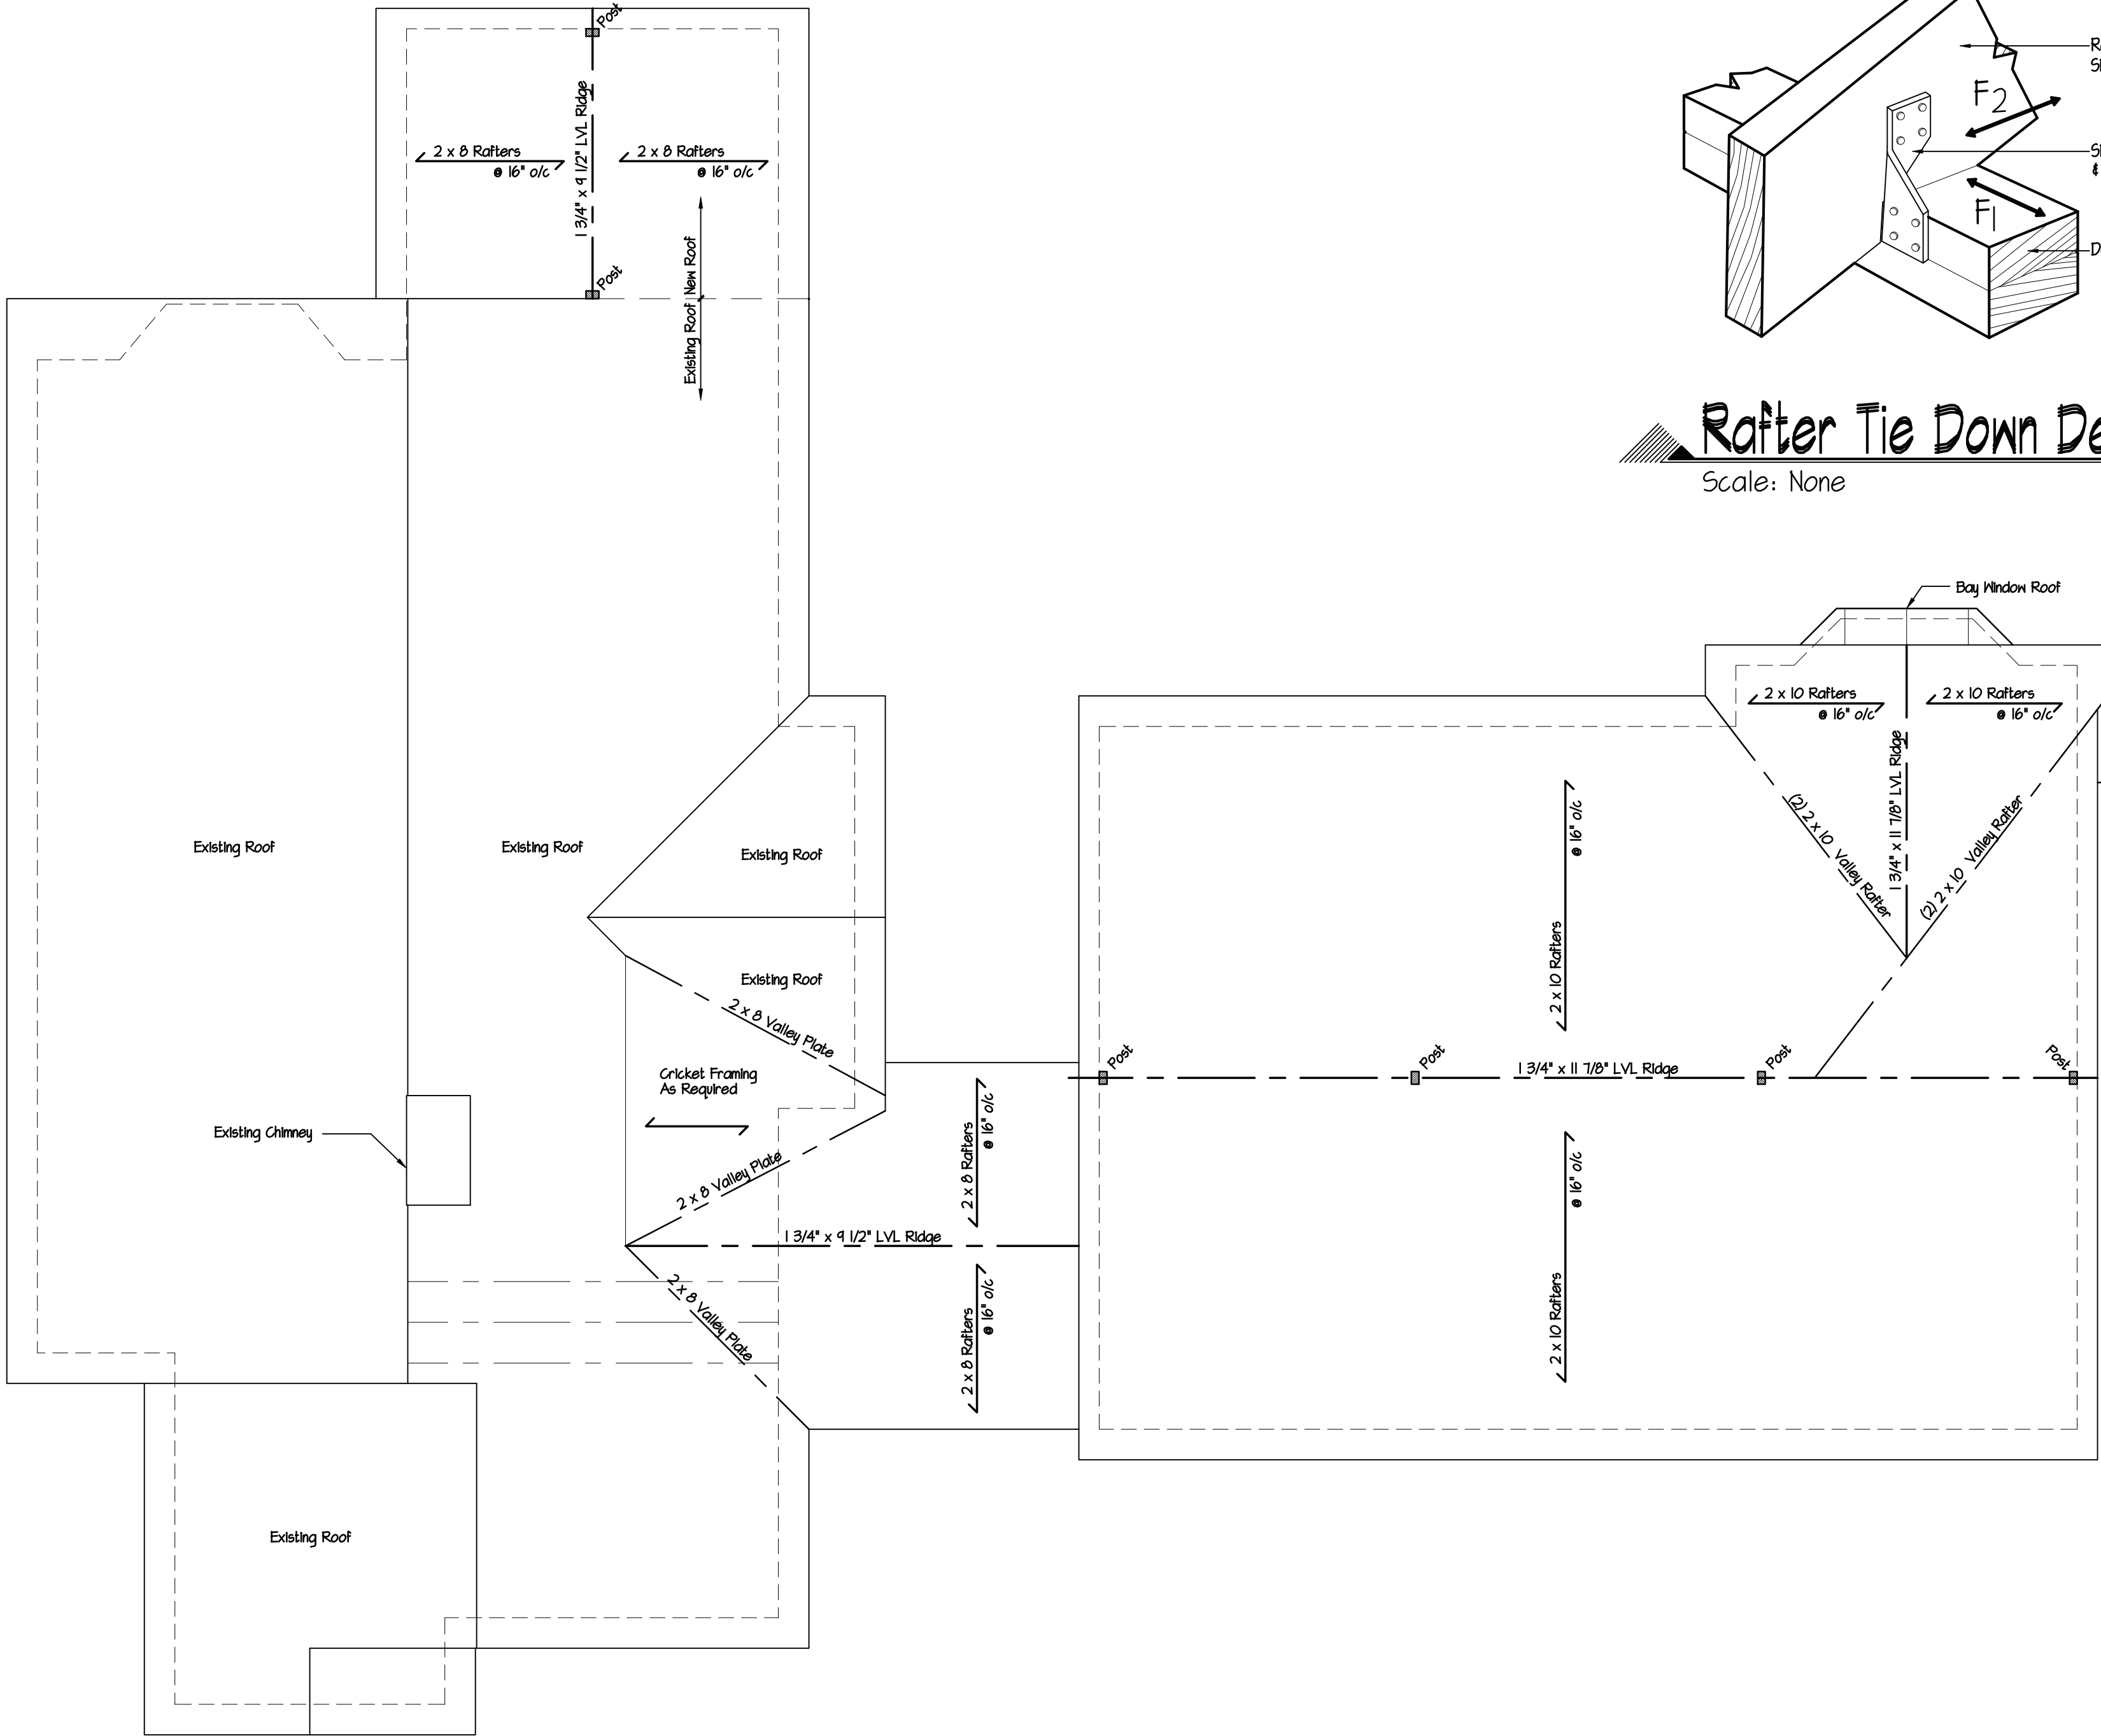 Post
2 x 8 Rafters
@ 16" o/c
1 3/4" x 9 1/2" LVL Ridge
2 x 8 Rafters
@ 16" o/c
Post
New Roof
Existing Roof
F2
F1
Rafter Tie Down
Scale: None
Bay Window Roof
2 x 10 Rafters
@ 16" o/c
2 x 10 Rafters
@ 16" o/c
1 3/4" x 11 7/8" LVL Ridge
(2) 2 x 10 Valley Rafter
(2) 2 x 10 Valley Rafter
Existing Roof
Existing Roof
Existing Roof
Existing Roof
2 x 8 Valley Plate
Cricket Framing
As Required
2 x 8 Valley Plate
Existing Chimney
2 x 10 Rafters
@ 16" o/c
Post
Post
1 3/4" x 11 7/8" LVL Ridge
Post
Post
2 x 8 Rafters
@ 16" o/c
1 3/4" x 9 1/2" LVL Ridge
2 x 8 Rafters
@ 16" o/c
2 x 8 Valley Plate
2 x 10 Rafters
@ 16" o/c
Existing Roof